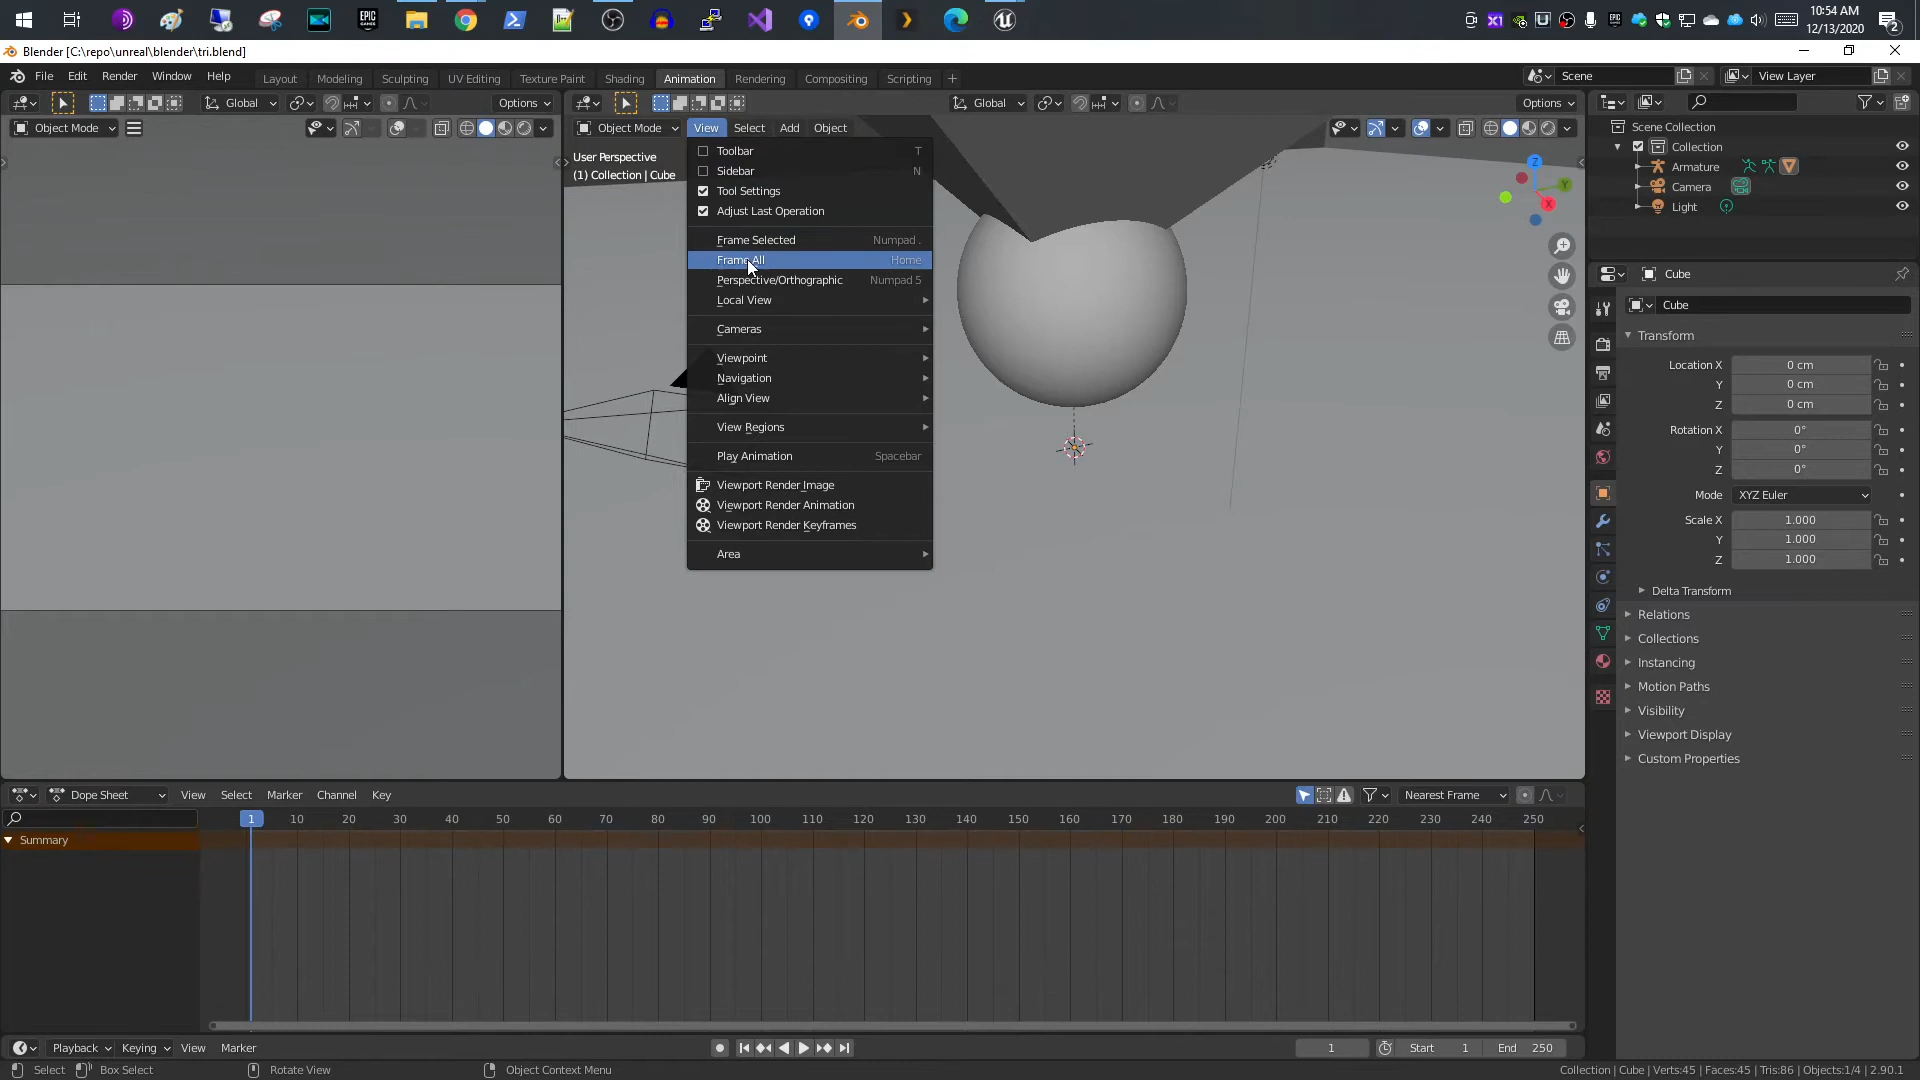 10:54 AM
12/13/2020
2
Blender [C:\repo\unreal\blender\tri.blend]
File Edit Render Window Help
Layout Modeling Sculpting UV Editing Texture Paint Shading Animation Rendering Compositing Scripting +
Scene
View Layer
Global
Options
Global
Options
Object Mode
Object Mode
View Select Add Object
User Perspective
(1) Collection | Cube
Toolbar T
Sidebar N
Tool Settings
Adjust Last Operation
Frame Selected Numpad .
Frame All Home
Perspective/Orthographic Numpad 5
Local View
Cameras
Viewpoint
Navigation
Align View
View Regions
Play Animation Spacebar
Viewport Render Image
Viewport Render Animation
Viewport Render Keyframes
Area
Z
Y
X
Scene Collection
Collection
Armature
Camera
Light
Cube
Cube
Transform
Location X 0 cm
Y 0 cm
Z 0 cm
Rotation X 0°
Y 0°
Z 0°
Mode XYZ Euler
Scale X 1.000
Y 1.000
Z 1.000
Delta Transform
Relations
Collections
Instancing
Motion Paths
Visibility
Viewport Display
Custom Properties
Dope Sheet View Select Marker Channel Key
Nearest Frame
1 10 20 30 40 50 60 70 80 90 100 110 120 130 140 150 160 170 180 190 200 210 220 230 240 250
Summary
Playback Keying View Marker
1 Start 1 End 250
Select Box Select Rotate View Object Context Menu
Collection | Cube | Verts:45 | Faces:45 | Tris:86 | Objects:1/4 | 2.90.1